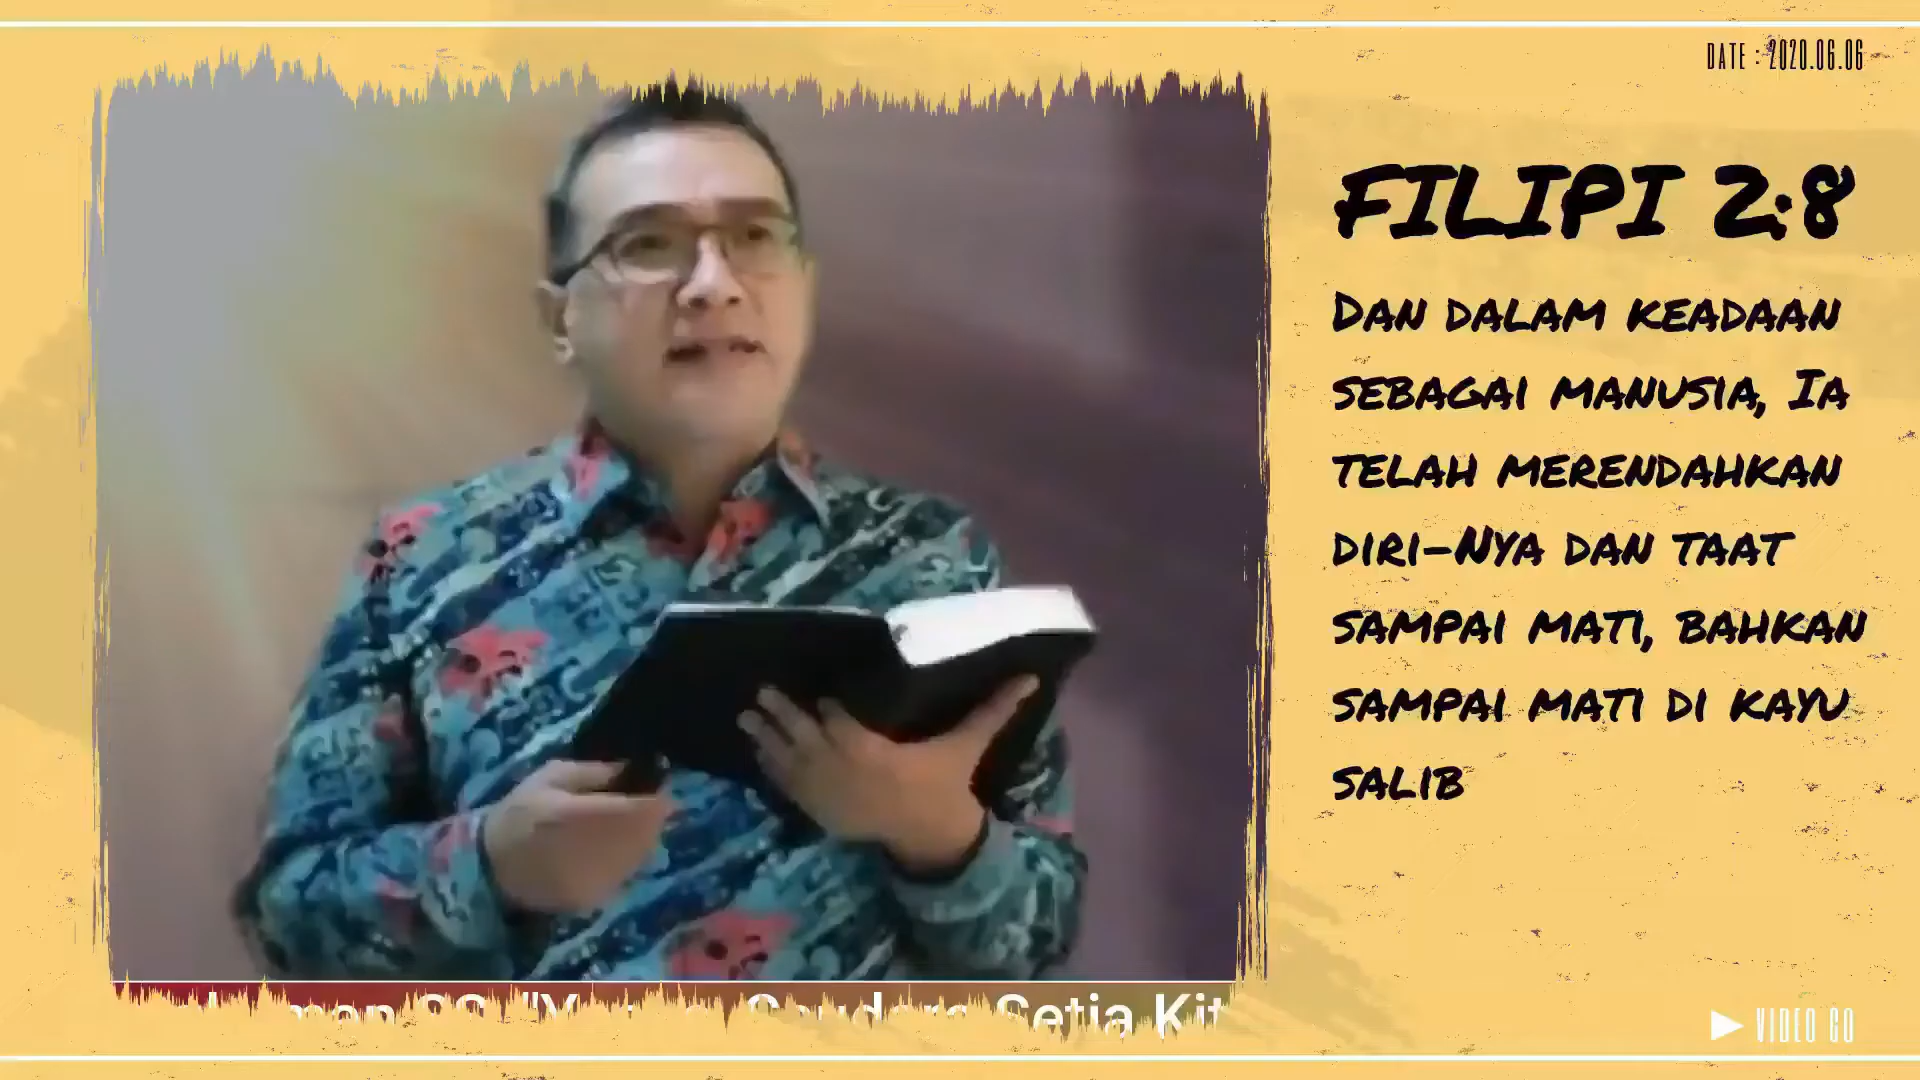 DATE : 2020.06.06
FILIPI 2:8
Dan dalam keadaan
sebagai manusia, Ia
telah merendahkan
diri-Nya dan taat
sampai mati, bahkan
sampai mati di kayu
salib
Setia Kit
VIDEO GO